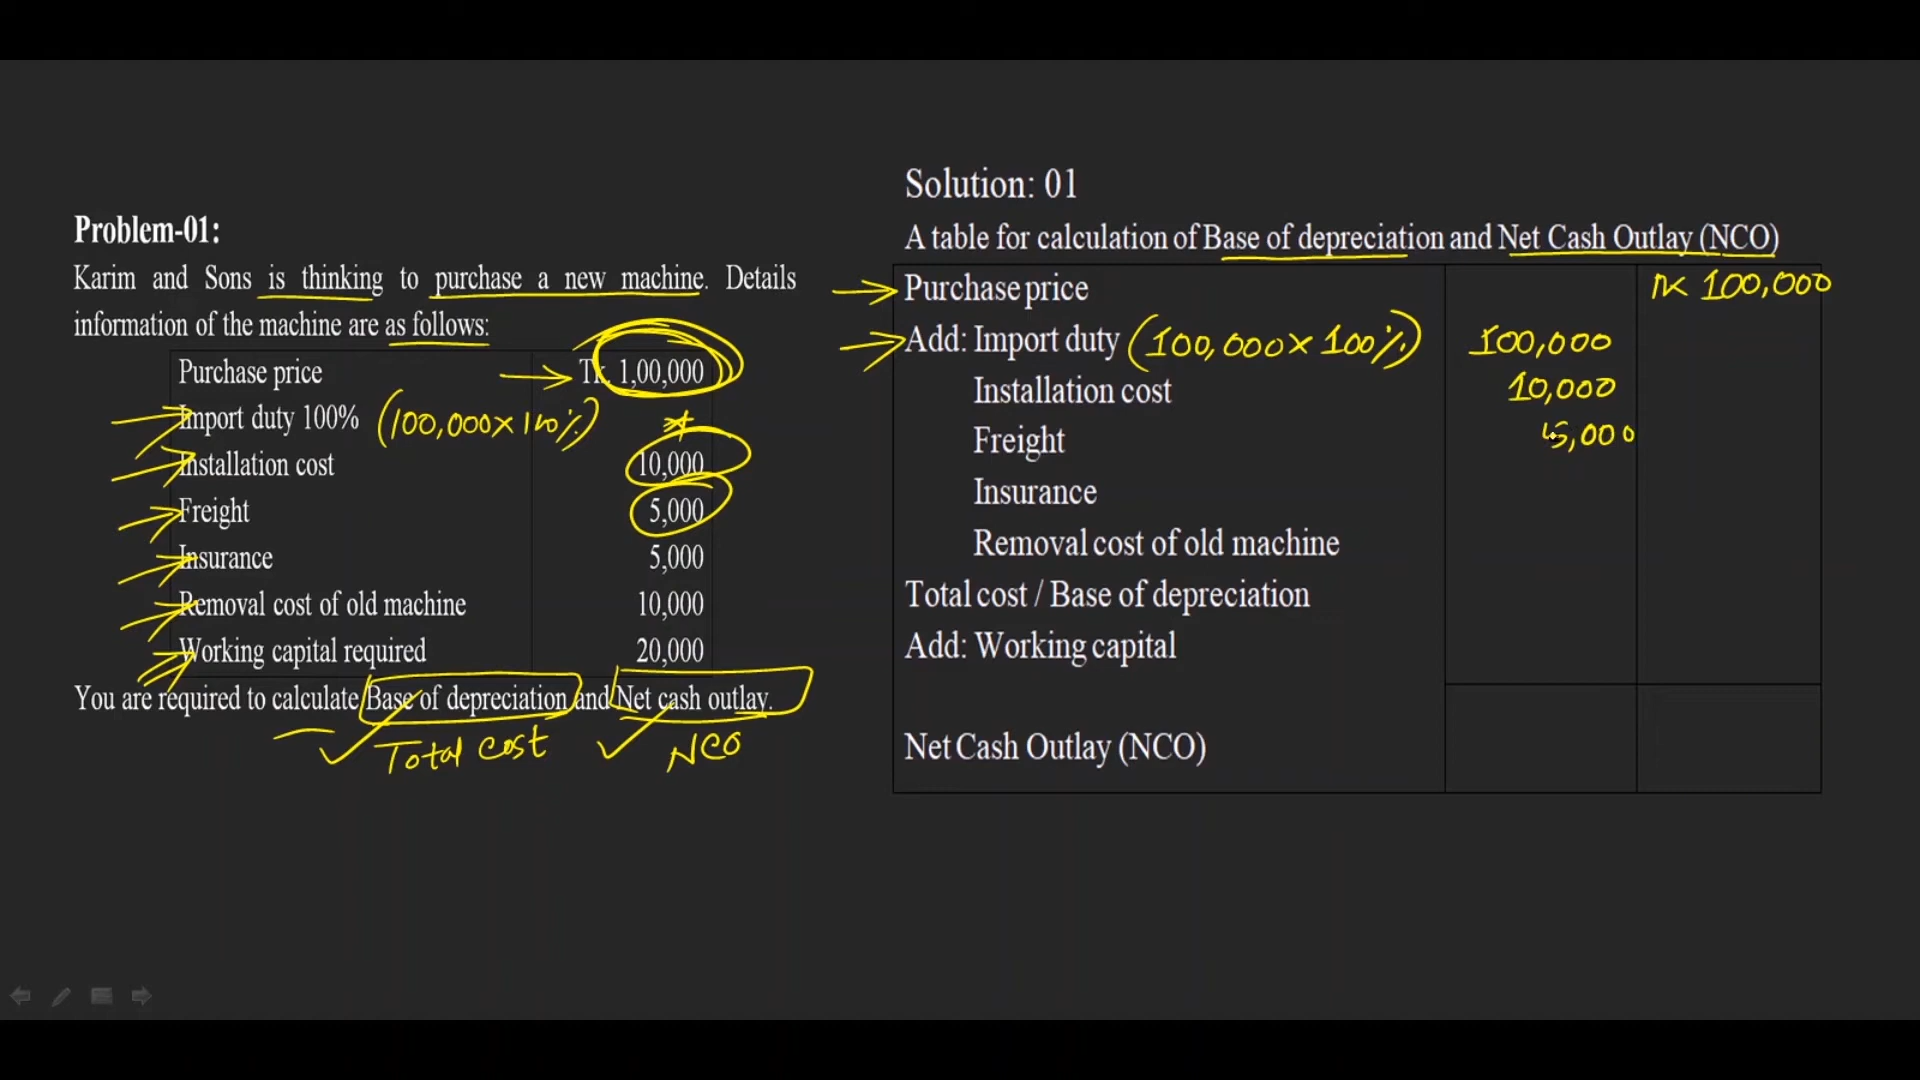 Problem-01:
Karim and Sons is thinking to purchase a new machine. Details
information of the machine are as follows:
Purchase price Tk. 1,00,000
Import duty 100% (100,000 × 100%) *
Installation cost 10,000
Freight 5,000
Insurance 5,000
Removal cost of old machine 10,000
Working capital required 20,000
You are required to calculate Base of depreciation and Net cash outlay.
Total cost NCO
Solution: 01
A table for calculation of Base of depreciation and Net Cash Outlay (NCO)
Purchase price TK 100,000
Add: Import duty (100,000 × 100%) 100,000
Installation cost 10,000
Freight 5,000
Insurance
Removal cost of old machine
Total cost / Base of depreciation
Add: Working capital
Net Cash Outlay (NCO)